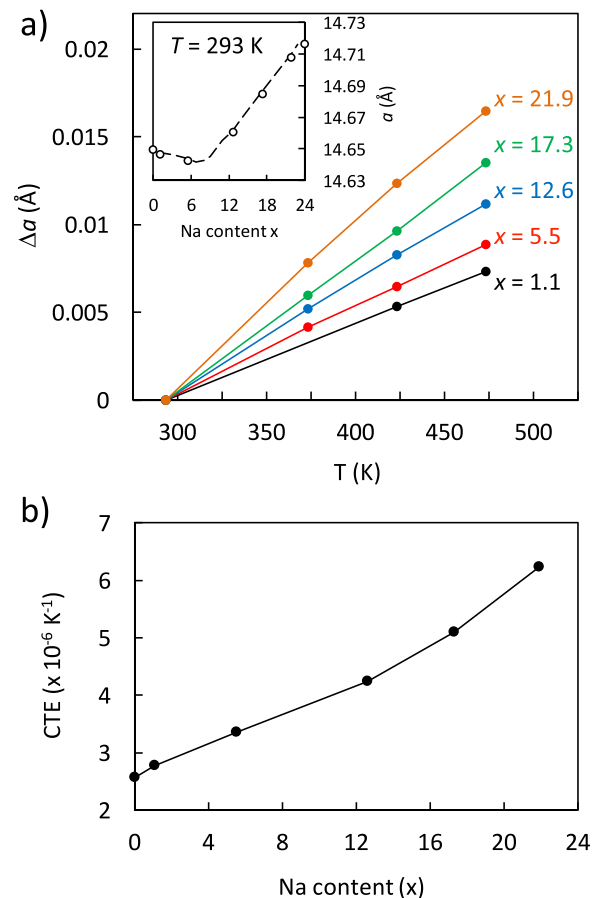 a)
0.02
0.015
0.01
0.005
0
Δa (Å)
T = 293 K
14.73
14.71
14.69
14.67
14.65
14.63
a (Å)
0 6 12 18 24
Na content x
x = 21.9
x = 17.3
x = 12.6
x = 5.5
x = 1.1
300 350 400 450 500
T (K)
b)
7
6
5
4
3
2
CTE (x 10⁻⁶ K⁻¹)
0 4 8 12 16 20 24
Na content (x)